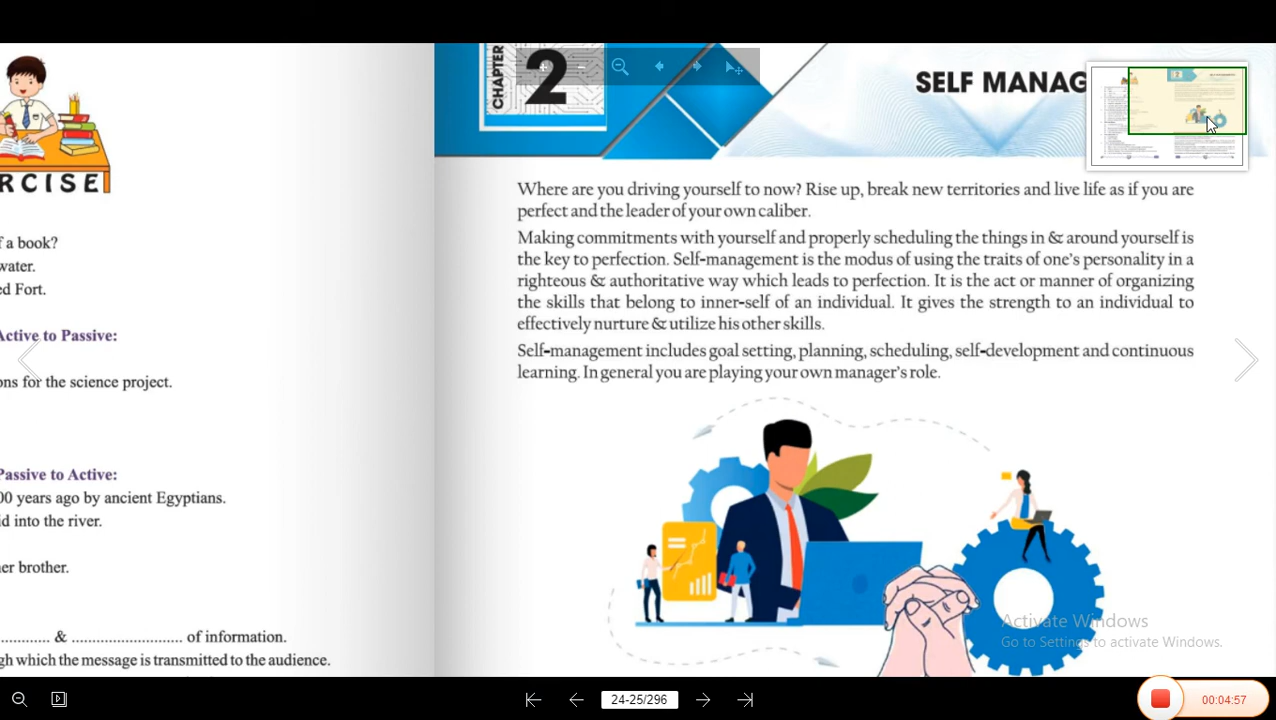 CHAPTER
2
SELF MANAG
RCISE
f a book?
water.
ed Fort.
Active to Passive:
ons for the science project.
Passive to Active:
00 years ago by ancient Egyptians.
id into the river.
her brother.
............ & .......................... of information.
gh which the message is transmitted to the audience.
Where are you driving yourself to now? Rise up, break new territories and live life as if you are
perfect and the leader of your own caliber.
Making commitments with yourself and properly scheduling the things in & around yourself is
the key to perfection. Self-management is the modus of using the traits of one's personality in a
righteous & authoritative way which leads to perfection. It is the act or manner of organizing
the skills that belong to inner-self of an individual. It gives the strength to an individual to
effectively nurture & utilize his other skills.
Self-management includes goal setting, planning, scheduling, self-development and continuous
learning. In general you are playing your own manager's role.
Activate Windows
Go to Settings to activate Windows.
24-25/296
00:04:57